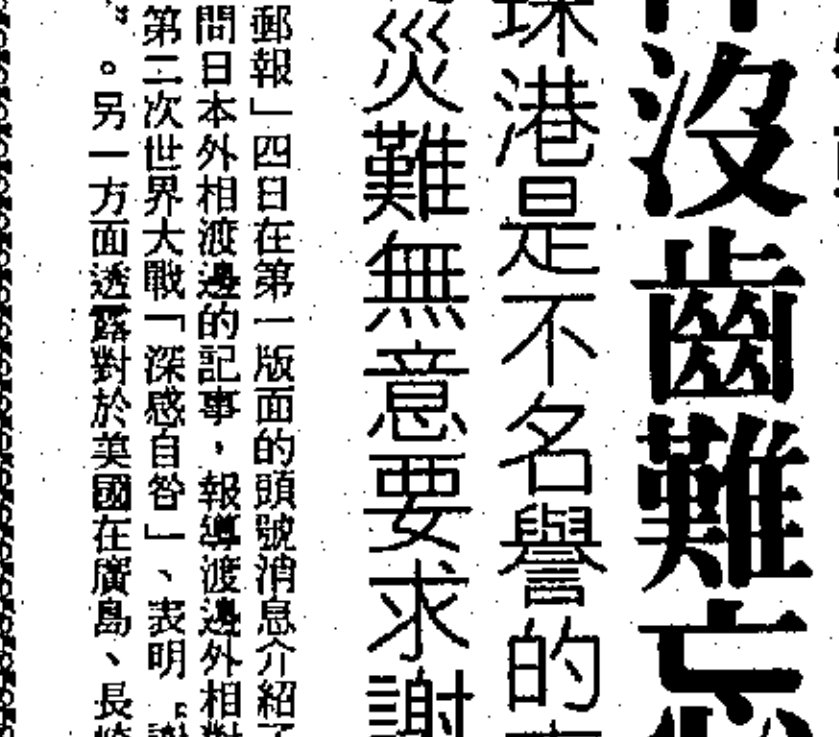 沒齒難忘
珠港是不名譽的
災難無意要求謝
郵報」四日在第一版面的頭號消息介紹了
問日本外相渡邊的記事，報導渡邊外相對
第二次世界大戰「深感自咎」、表明『謝
。另一方面透露對於美國在廣島、長崎